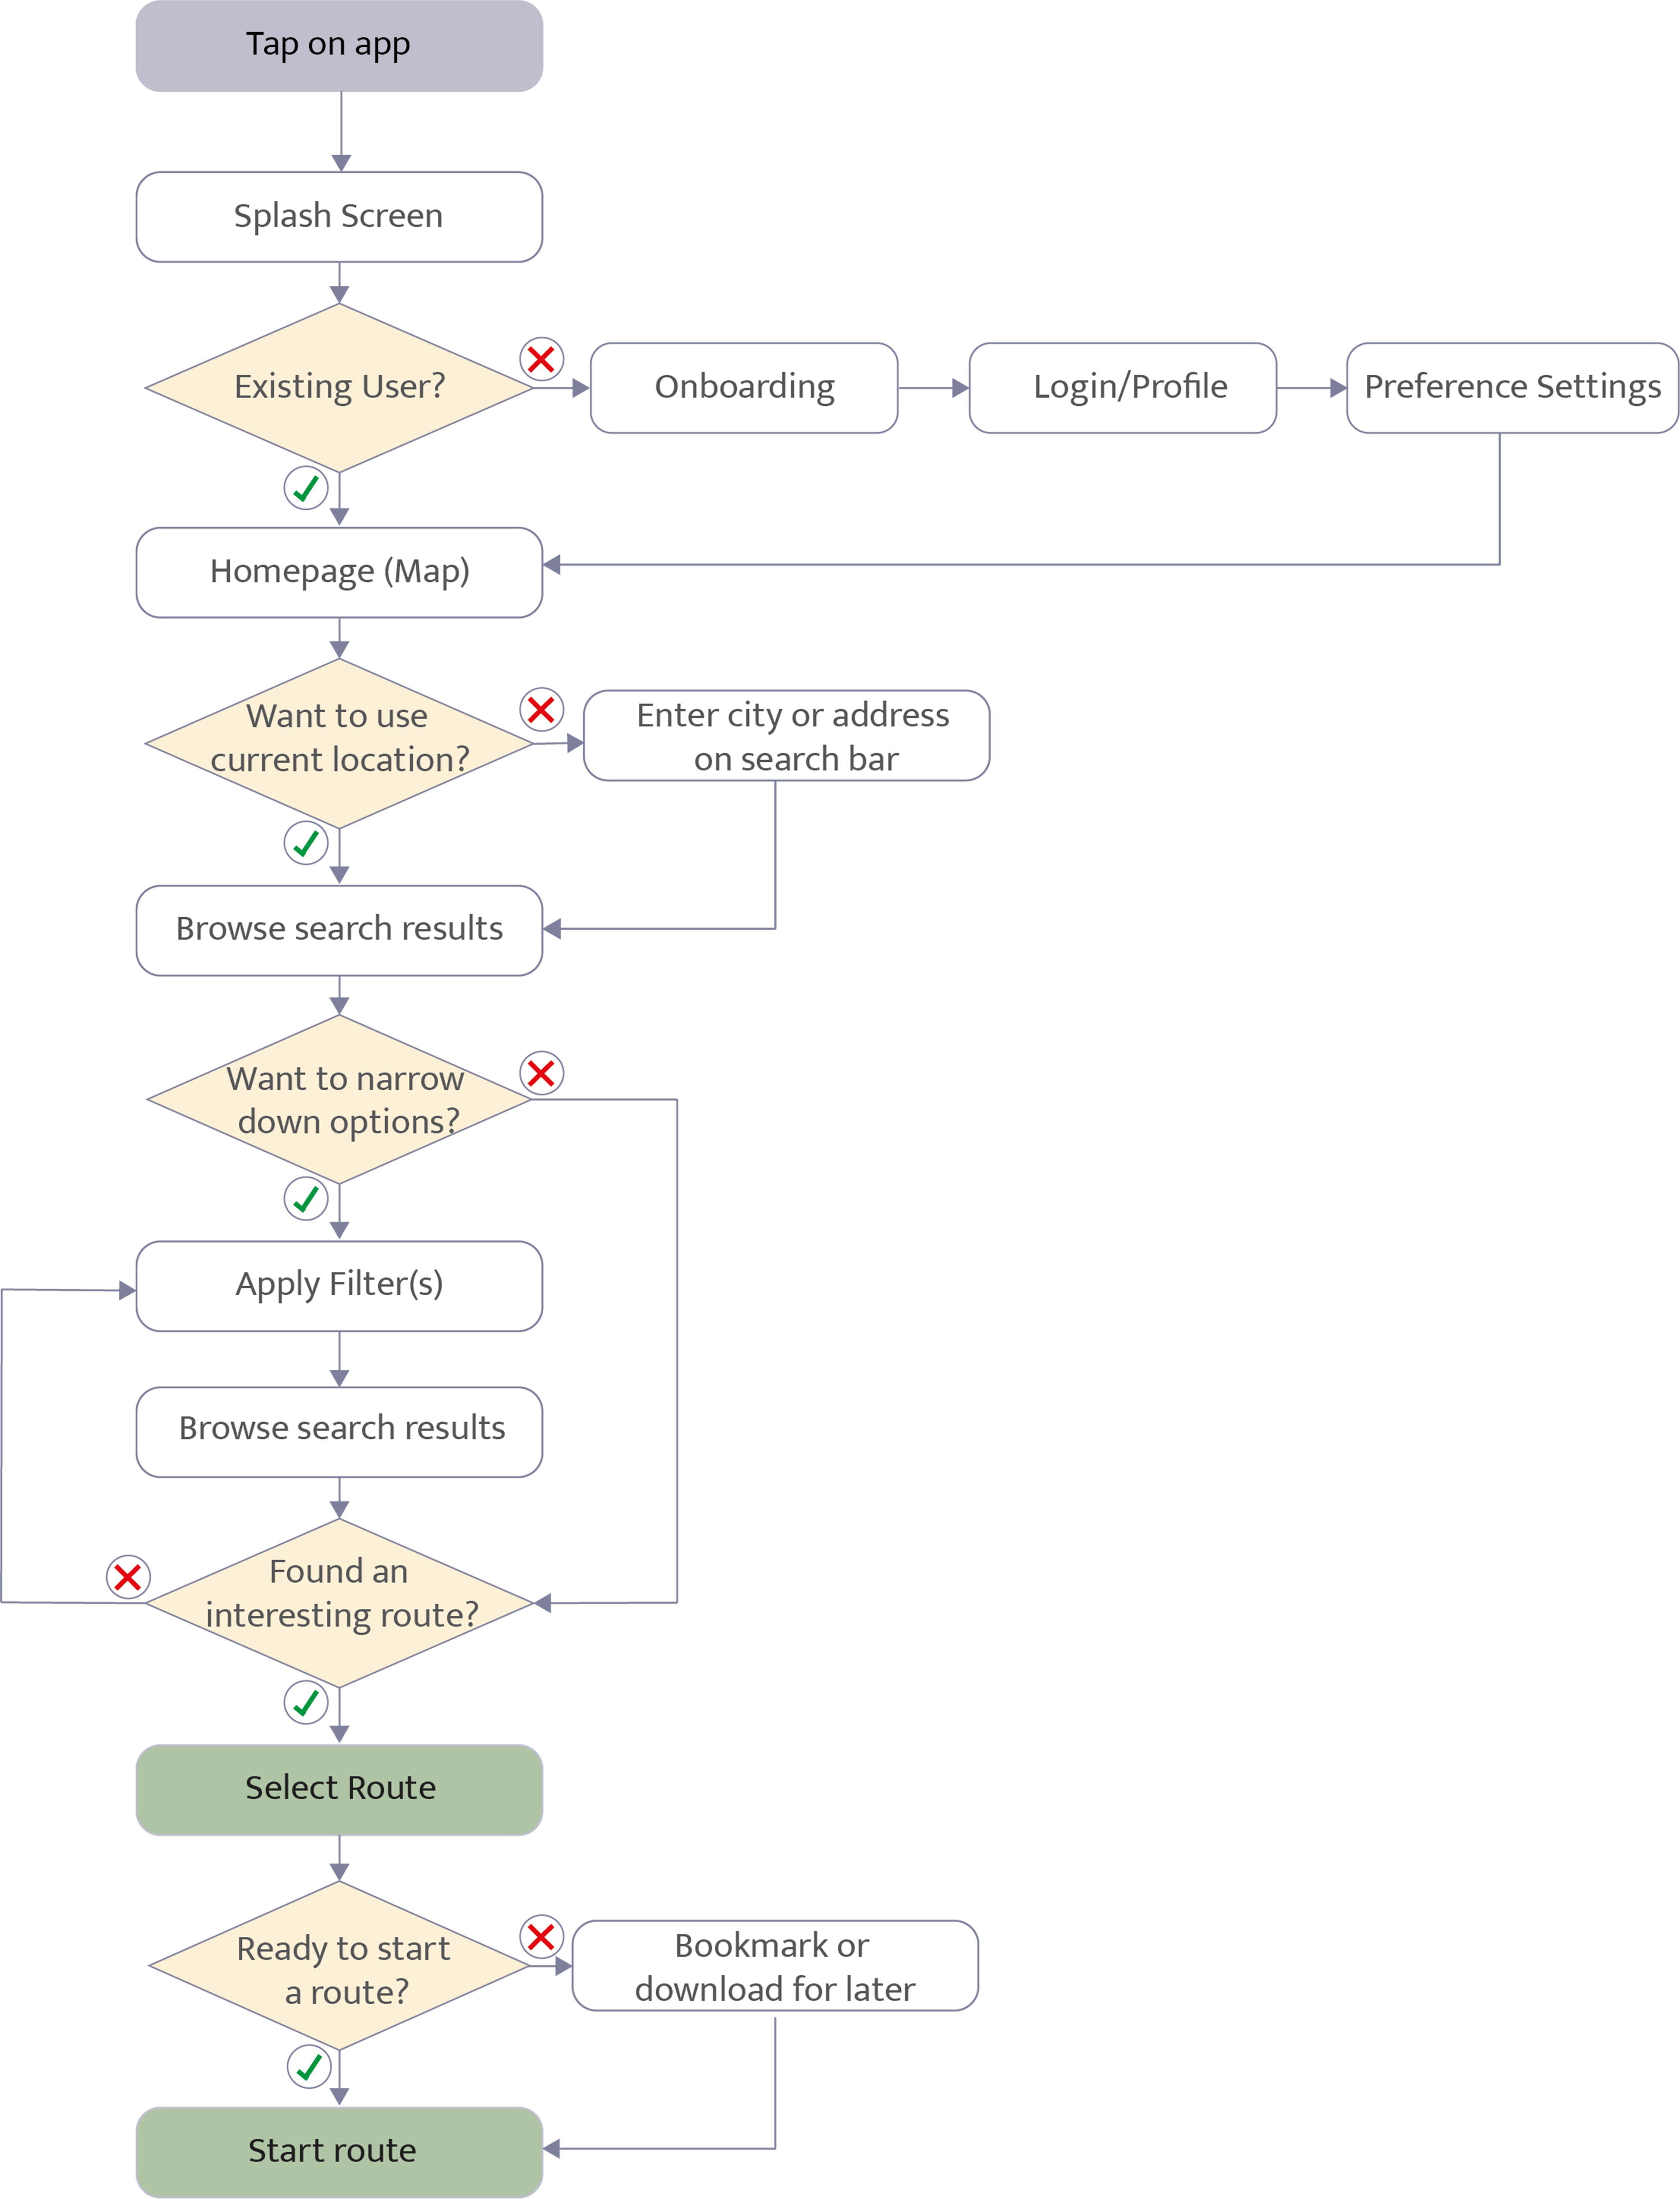 Tap on app
Splash Screen
Existing User?
Onboarding
Login/Profile
Preference Settings
Homepage (Map)
Want to use
current location?
Enter city or address
on search bar
Browse search results
Want to narrow
down options?
Apply Filter(s)
Browse search results
Found an
interesting route?
Select Route
Ready to start
a route?
Bookmark or
download for later
Start route